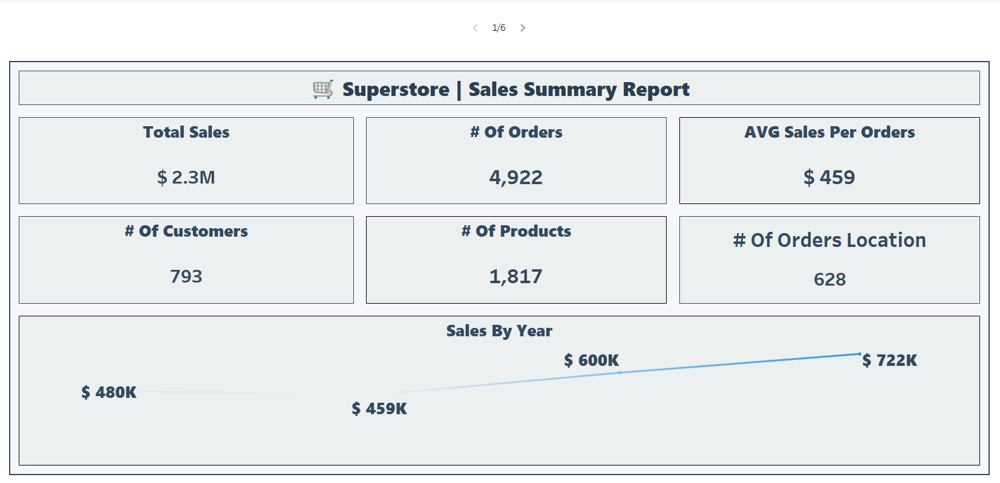 1/6
Superstore | Sales Summary Report
Total Sales
$ 2.3M
# Of Orders
4,922
AVG Sales Per Orders
$ 459
# Of Customers
793
# Of Products
1,817
# Of Orders Location
628
Sales By Year
$ 480K
$ 459K
$ 600K
$ 722K